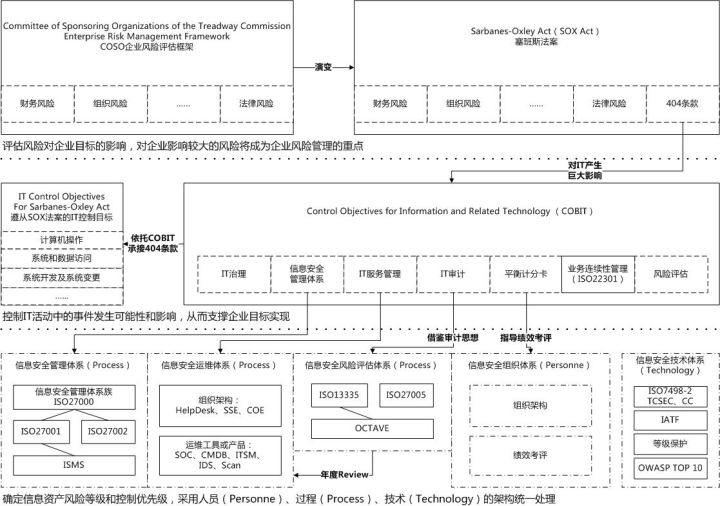 Committee of Sponsoring Organizations of the Treadway Commission
Enterprise Risk Management Framework
COSO企业风险评估框架
财务风险
组织风险
......
法律风险
演变
Sarbanes-Oxley Act（SOX Act）
塞班斯法案
财务风险
组织风险
......
法律风险
404条款
评估风险对企业目标的影响，对企业影响较大的风险将成为企业风险管理的重点
对IT产生
巨大影响
IT Control Objectives
For Sarbanes-Oxley Act
遵从SOX法案的IT控制目标
计算机操作
系统和数据访问
系统开发及系统变更
......
依托COBIT
承接404条款
Control Objectives for Information and Related Technology （COBIT）
IT治理
信息安全
管理体系
IT服务管理
IT审计
平衡计分卡
业务连续性管理
（ISO22301）
风险评估
控制IT活动中的事件发生可能性和影响，从而支撑企业目标实现
借鉴审计思想
指导绩效考评
信息安全管理体系（Process）
信息安全管理体系族
ISO27000
ISO27001
ISO27002
ISMS
信息安全运维体系（Process）
组织架构：
HelpDesk、SSE、COE
运维工具或产品：
SOC、CMDB、ITSM、
IDS、Scan
信息安全风险评估体系（Process）
ISO13335
ISO27005
OCTAVE
年度Review
信息安全组织体系（Personne）
组织架构
绩效考评
信息安全技术体系
（Technology）
ISO7498-2
TCSEC、CC
IATF
等级保护
OWASP TOP 10
确定信息资产风险等级和控制优先级，采用人员（Personne）、过程（Process）、技术（Technology）的架构统一处理